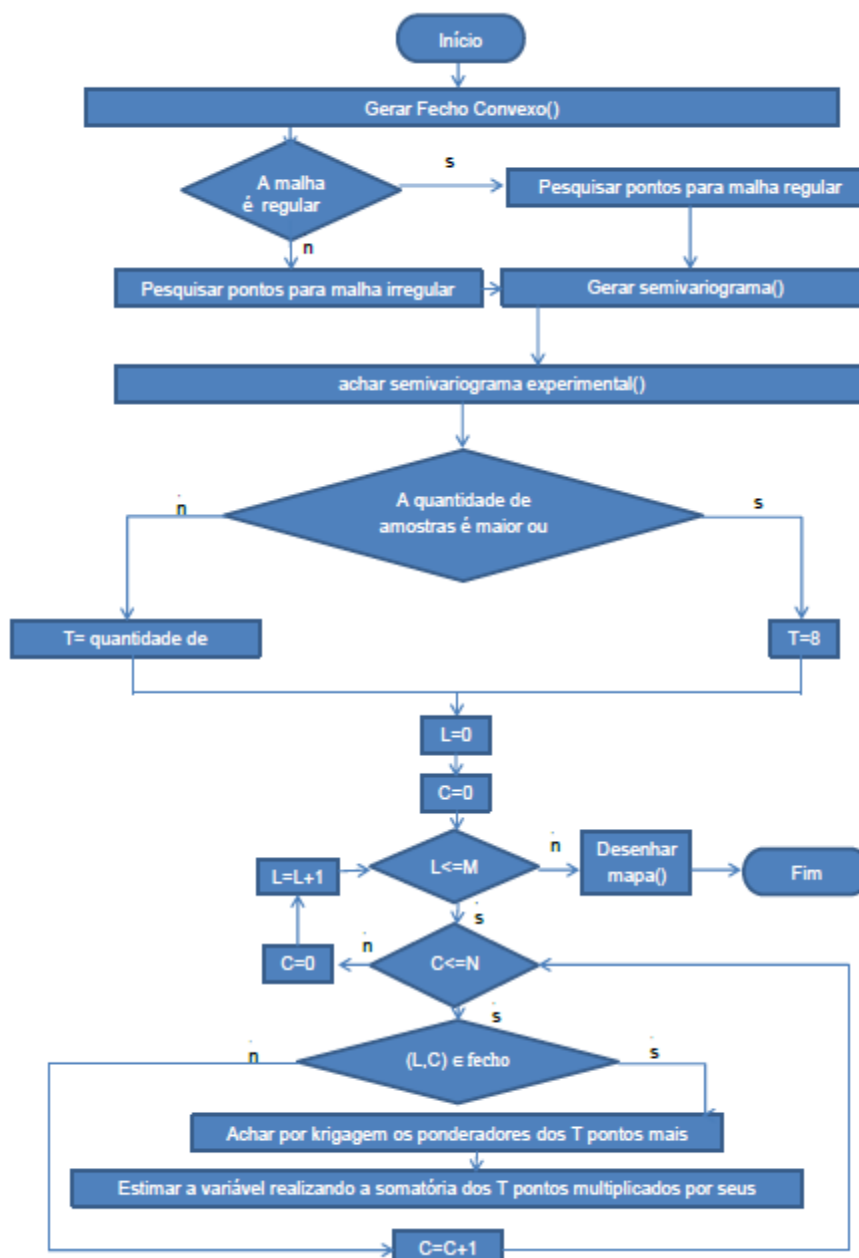 Início
Gerar Fecho Convexo()
A malha
é regular
s
Pesquisar pontos para malha regular
n
Pesquisar pontos para malha irregular
Gerar semivariograma()
achar semivariograma experimental()
A quantidade de
amostras é maior ou
n
s
T= quantidade de
T=8
L=0
C=0
L<=M
n
Desenhar
mapa()
Fim
L=L+1
s
C<=N
n
C=0
s
(L,C) ∈ fecho
n
s
Achar por krigagem os ponderadores dos T pontos mais
Estimar a variável realizando a somatória dos T pontos multiplicados por seus
C=C+1